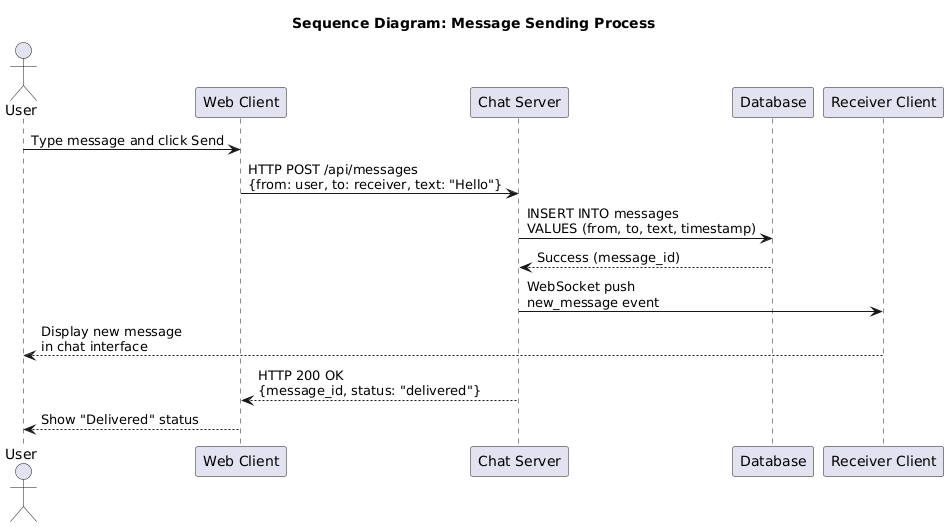 Sequence Diagram: Message Sending Process
User
Web Client
Chat Server
Database
Receiver Client
Type message and click Send
HTTP POST /api/messages
{from: user, to: receiver, text: "Hello"}
INSERT INTO messages
VALUES (from, to, text, timestamp)
Success (message_id)
WebSocket push
new_message event
Display new message
in chat interface
HTTP 200 OK
{message_id, status: "delivered"}
Show "Delivered" status
User
Web Client
Chat Server
Database
Receiver Client